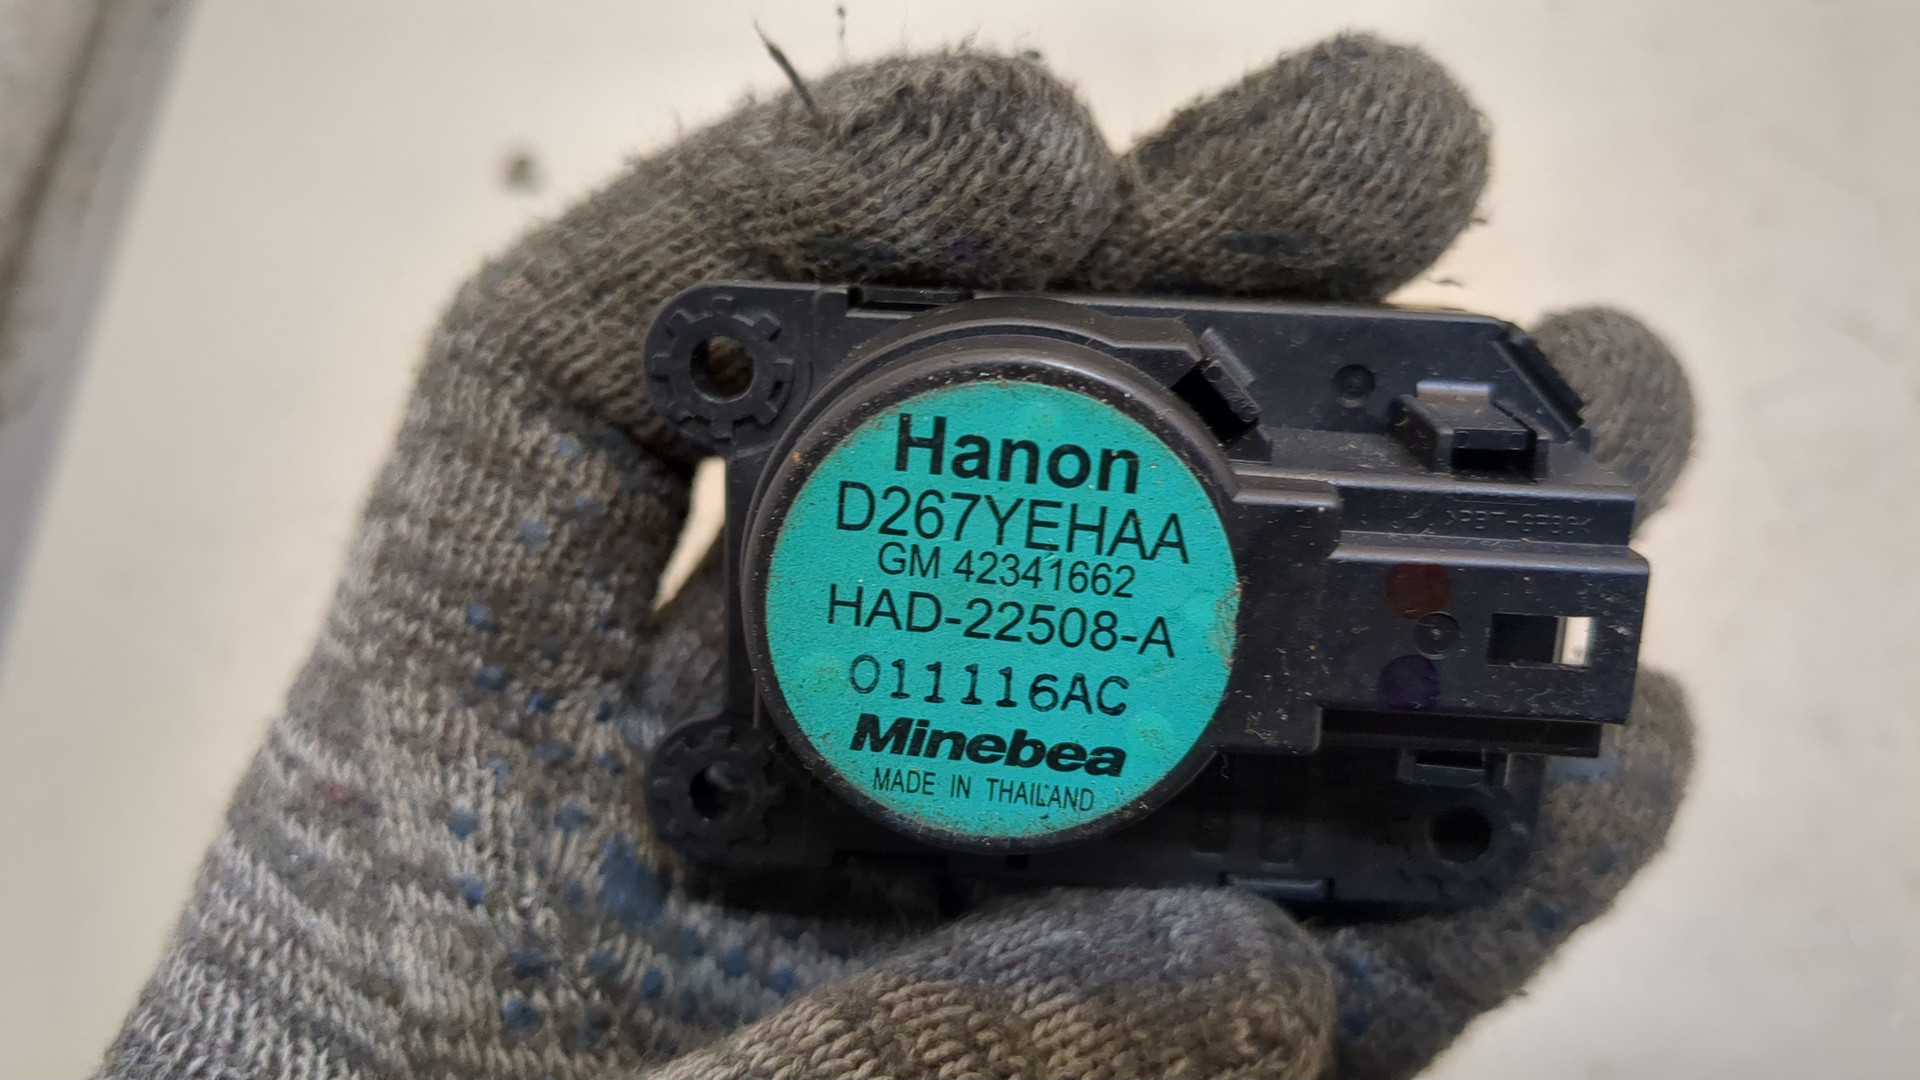 Hanon
D267YEHAA
GM 42341662
HAD-22508-A
011116AC
Minebea
MADE IN THAILAND